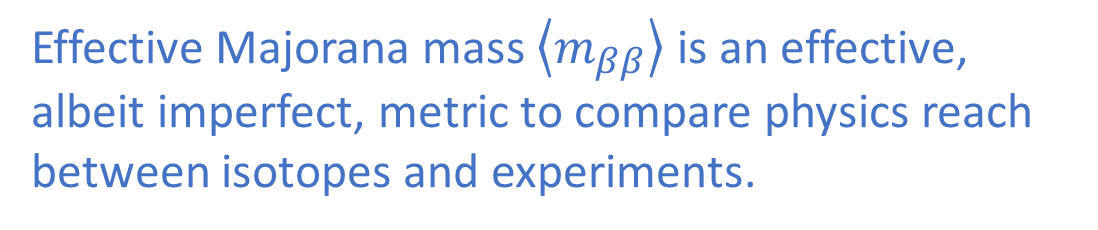 Effective Majorana mass ⟨m_ββ⟩ is an effective,
albeit imperfect, metric to compare physics reach
between isotopes and experiments.